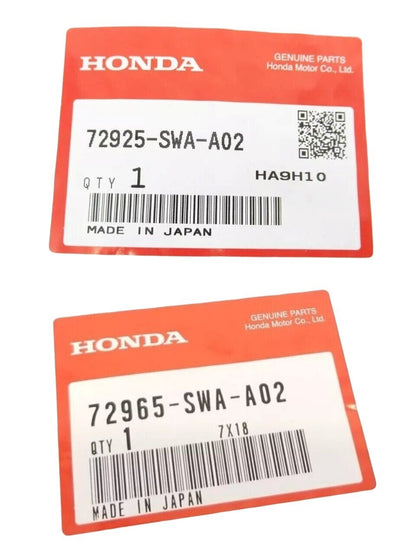 HONDA
GENUINE PARTS
Honda Motor Co., Ltd.
72925-SWA-A02
QTY 1
HA9H10
MADE IN JAPAN
HONDA
GENUINE PARTS
Honda Motor Co., Ltd.
72965-SWA-A02
QTY 1 7X18
MADE IN JAPAN